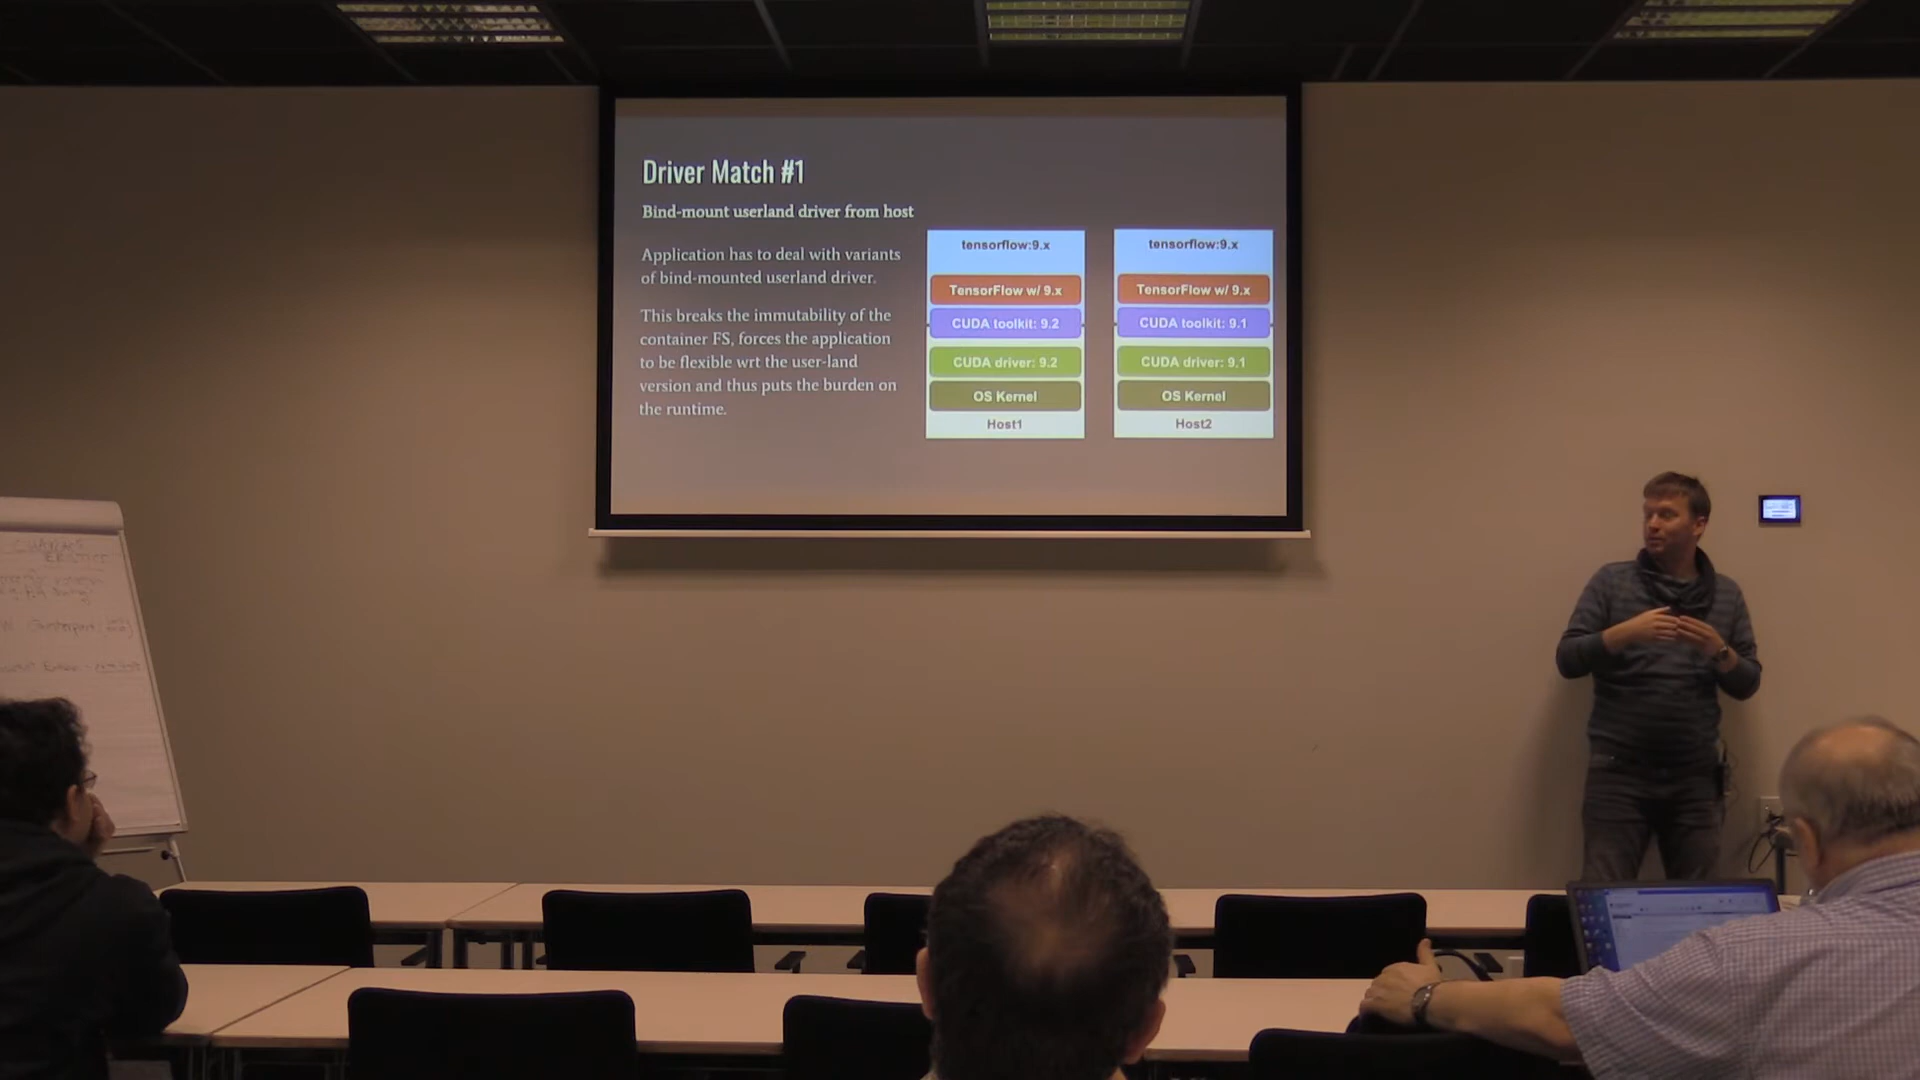 Driver Match #1
Bind-mount userland driver from host
Application has to deal with variants
of bind-mounted userland driver.
This breaks the immutability of the
container FS, forces the application
to be flexible wrt the user-land
version and thus puts the burden on
the runtime.
tensorflow:9.x
TensorFlow w/ 9.x
CUDA toolkit: 9.2
CUDA driver: 9.2
OS Kernel
Host1
tensorflow:9.x
TensorFlow w/ 9.x
CUDA toolkit: 9.1
CUDA driver: 9.1
OS Kernel
Host2